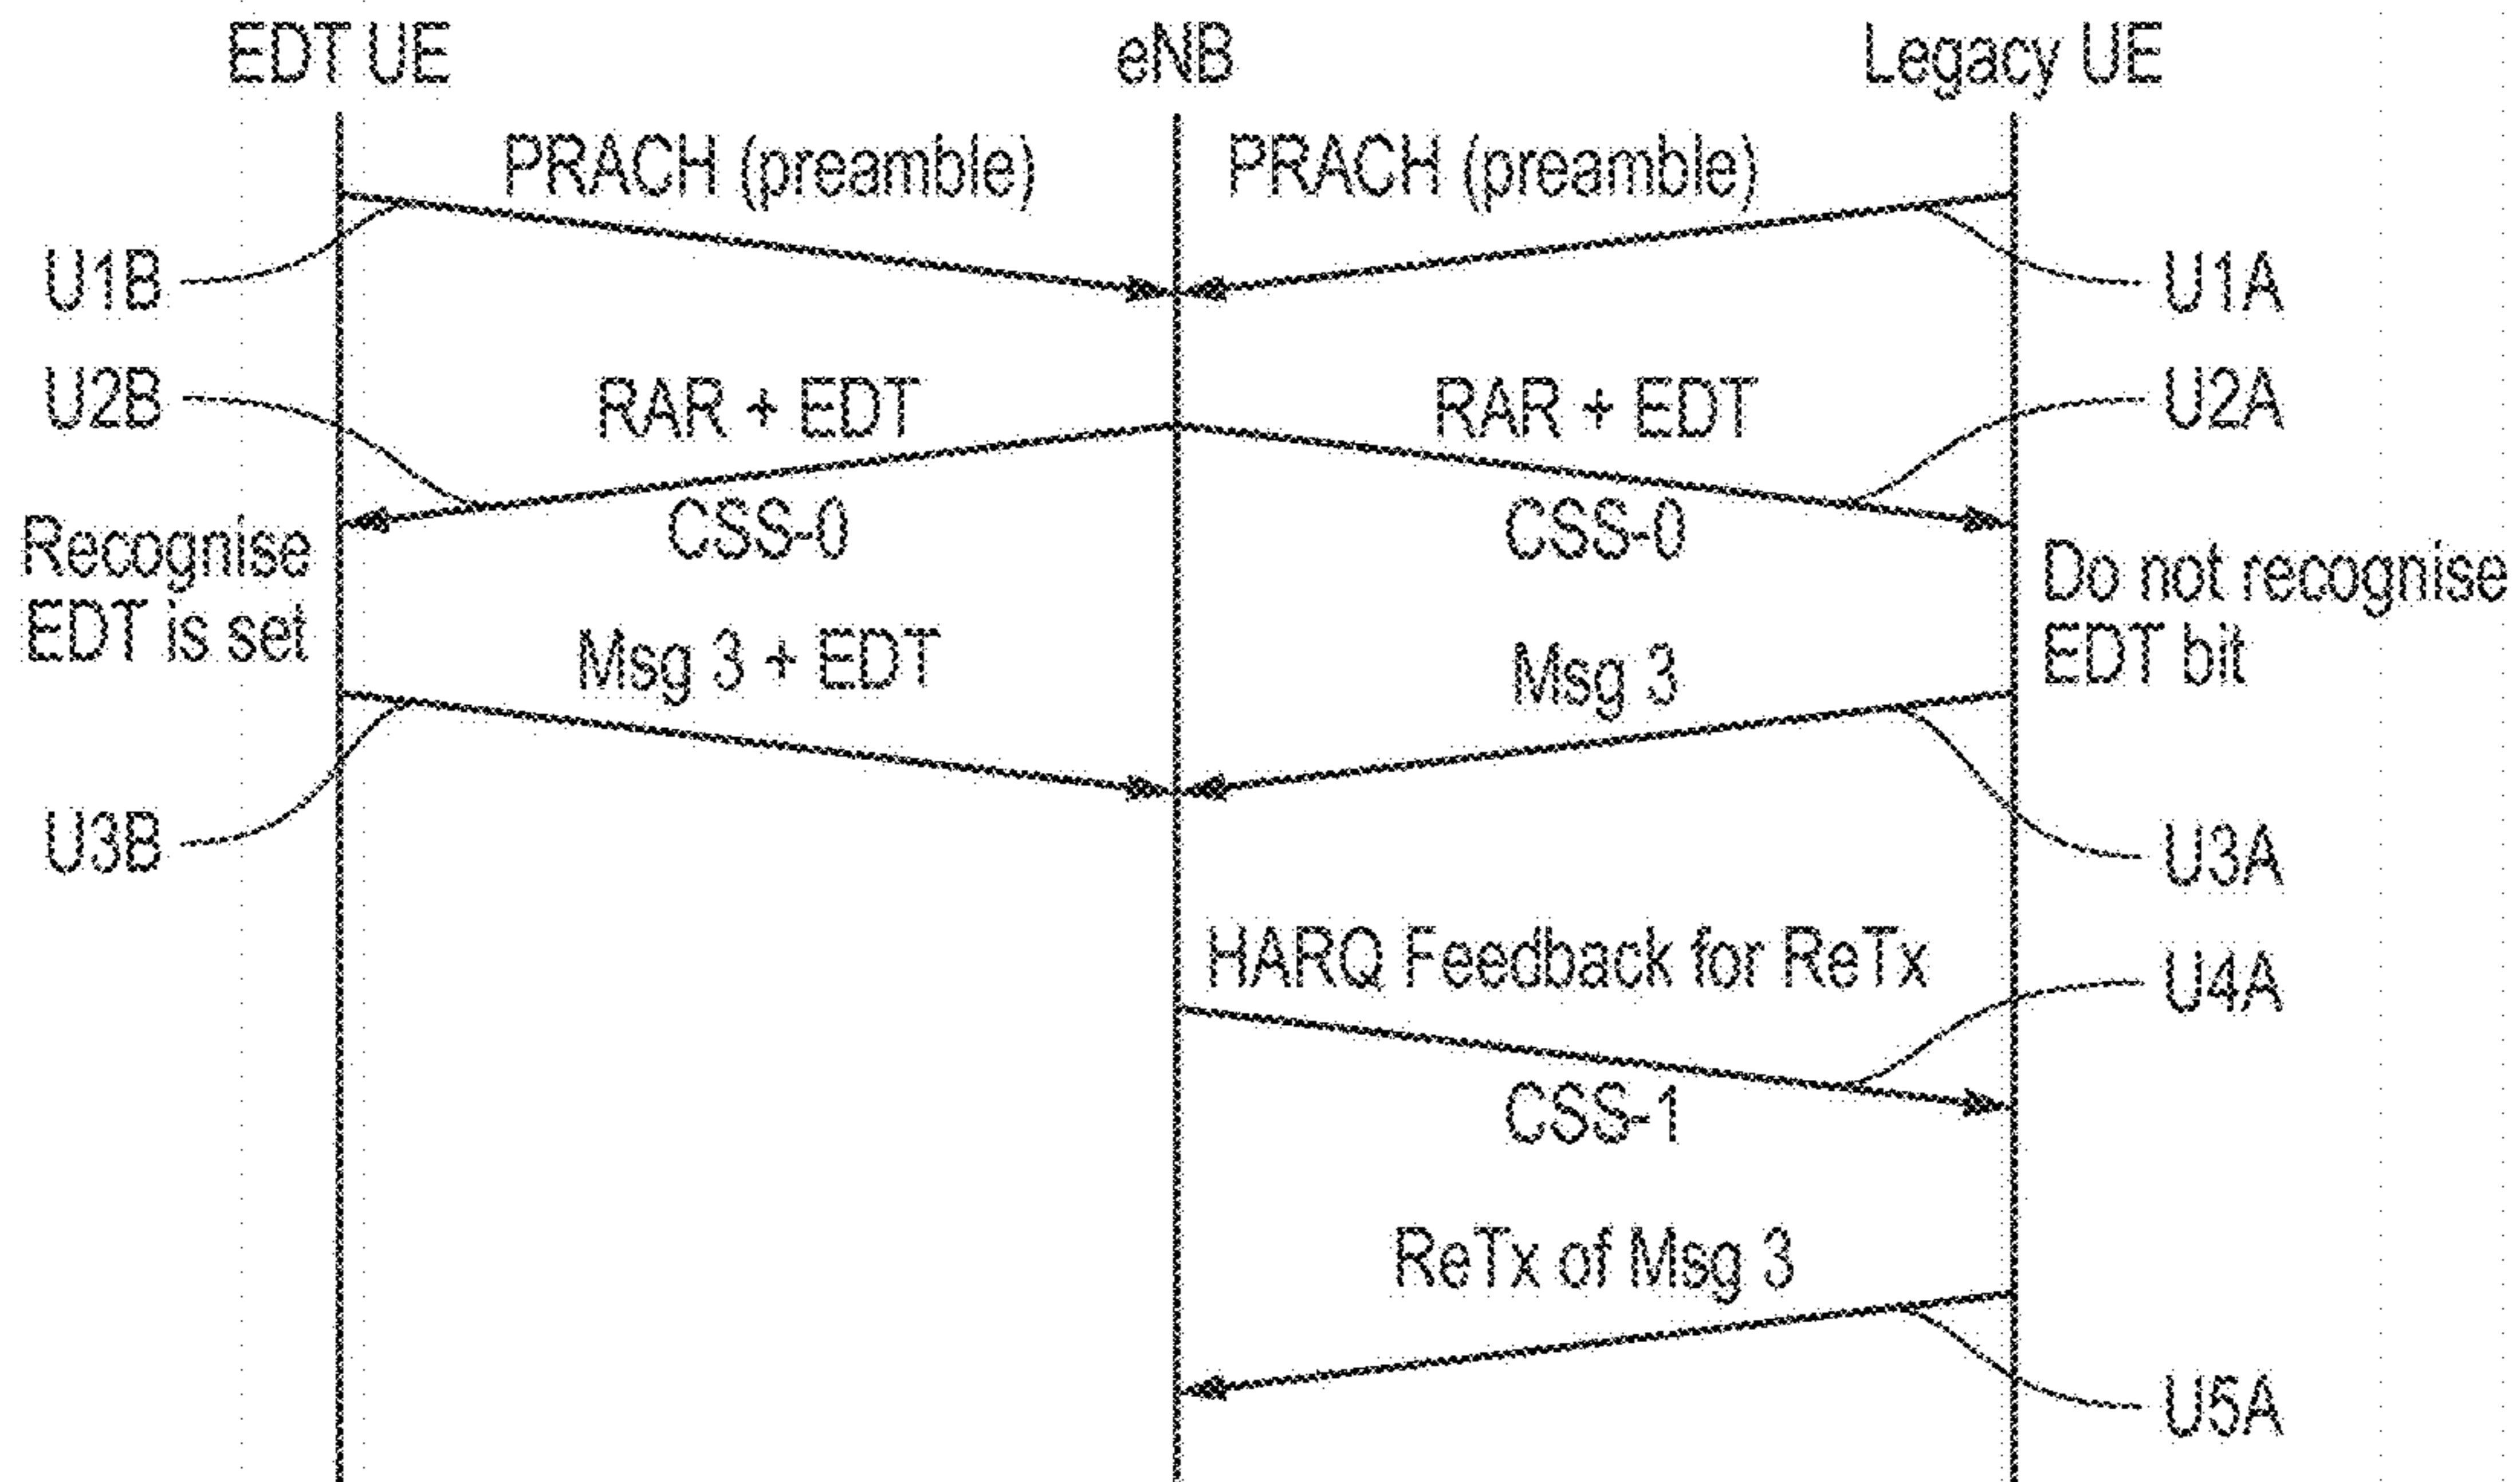 EDT UE
eNB
Legacy UE
PRACH (preamble)
PRACH (preamble)
U1B
U1A
U2B
RAR + EDT
RAR + EDT
U2A
CSS-0
CSS-0
Recognise
EDT is set
Do not recognise
EDT bit
Msg 3 + EDT
Msg 3
U3B
U3A
HARQ Feedback for ReTx
U4A
CSS-1
ReTx of Msg 3
U5A